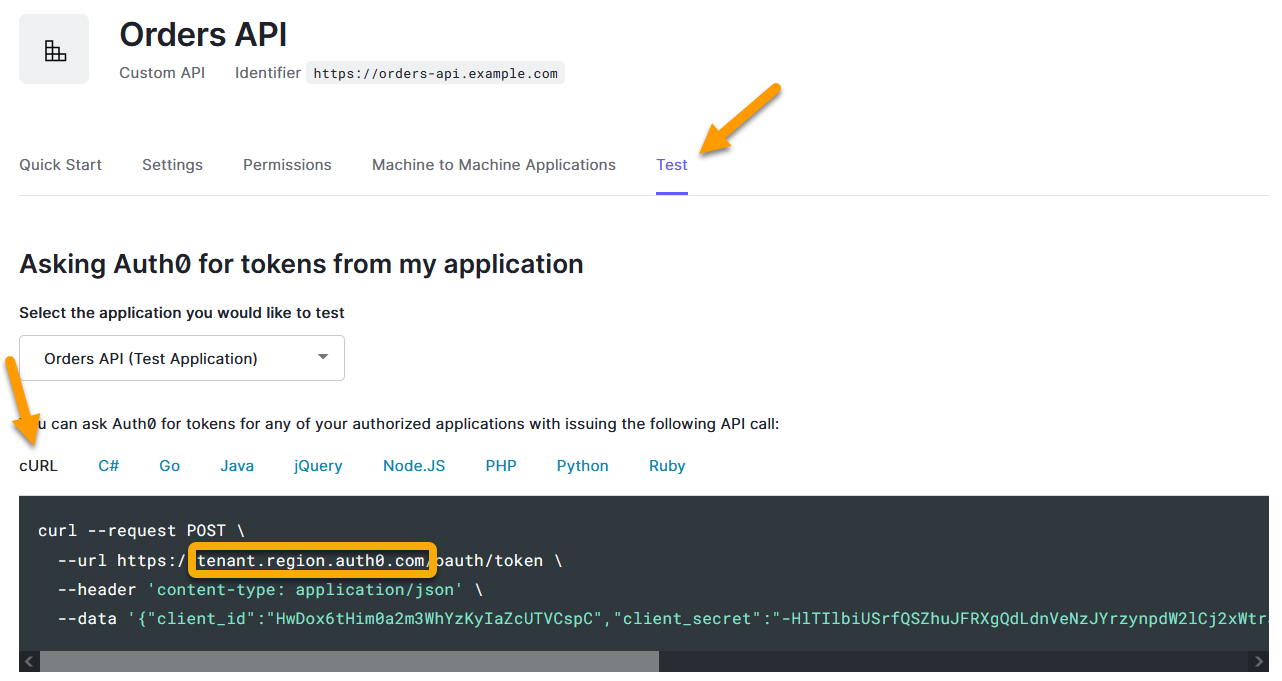 Orders API
Custom API Identifier https://orders-api.example.com
Quick Start Settings Permissions Machine to Machine Applications Test
Asking Auth0 for tokens from my application
Select the application you would like to test
Orders API (Test Application)
can ask Auth0 for tokens for any of your authorized applications with issuing the following API call:
cURL C# Go Java jQuery Node.JS PHP Python Ruby
curl --request POST \
--url https:/ tenant.region.auth0.com/oauth/token \
--header 'content-type: application/json' \
--data '{"client_id":"HwDox6tHim0a2m3WhYzKyIaZcUTVCspC","client_secret":"-HlTIlbiUSrfQSZhuJFRXgQdLdnVeNzJYrzynpdW2lCj2xWtr